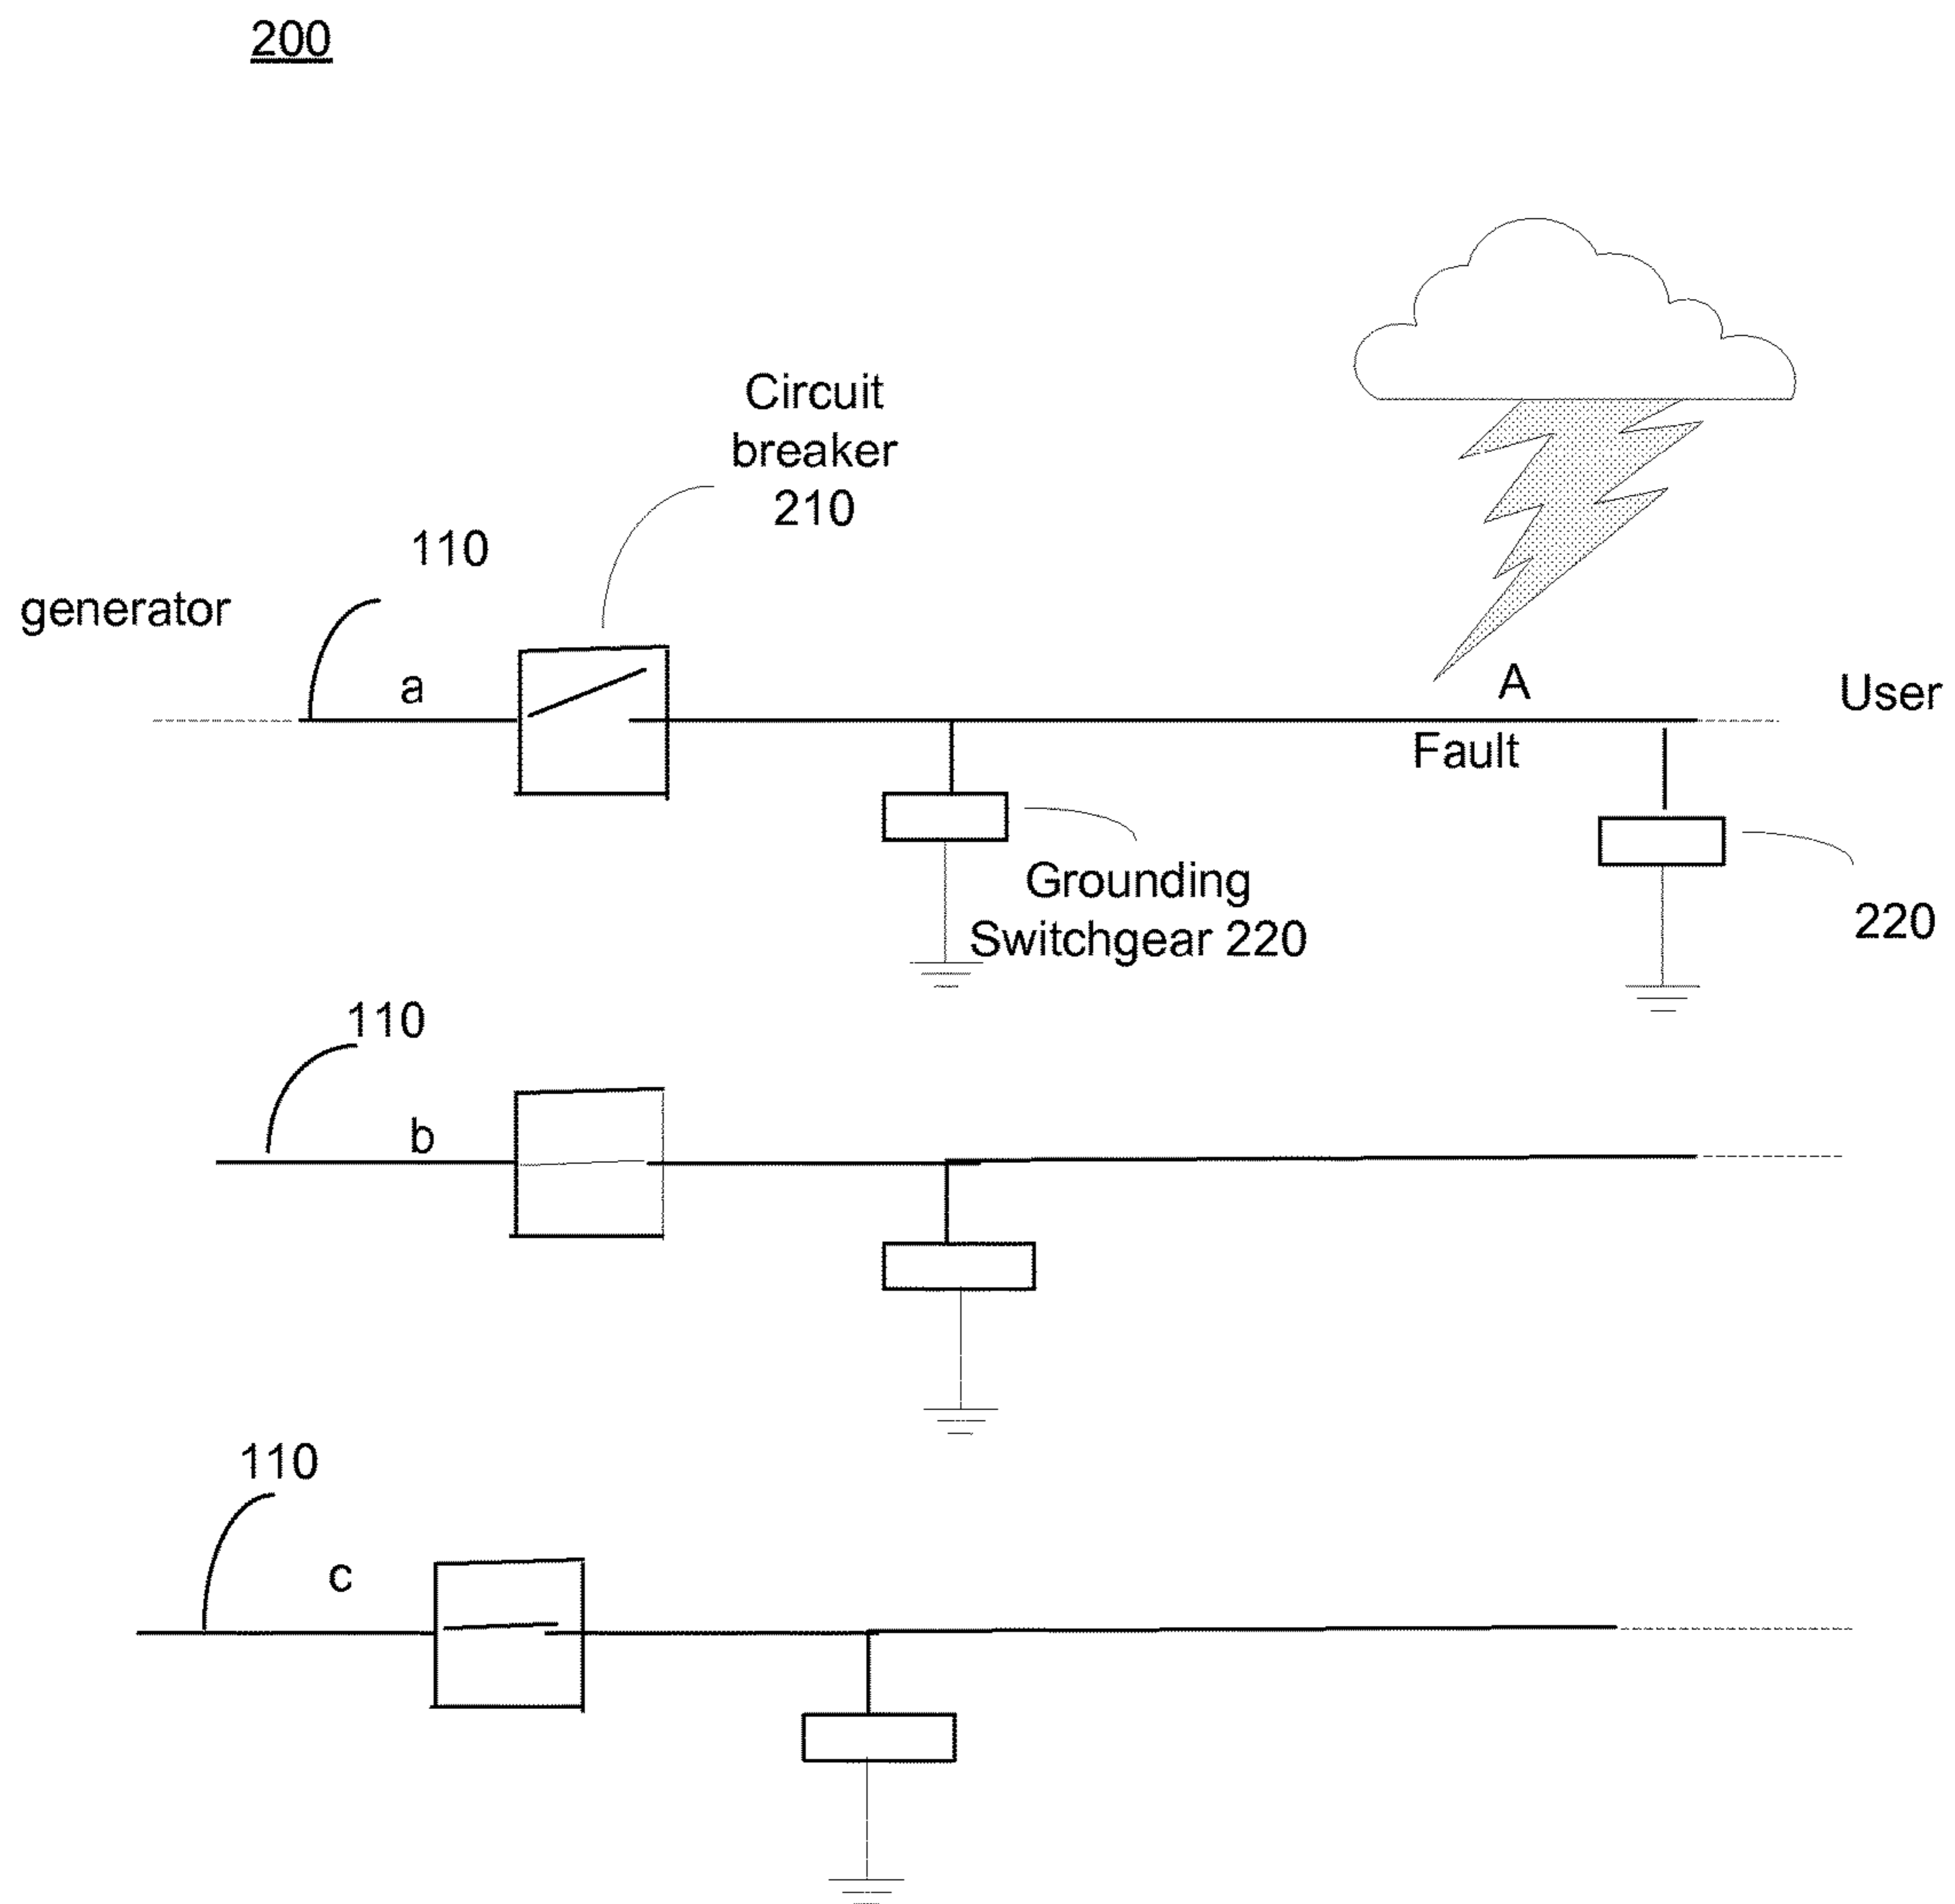 200
Circuit
breaker
210
110
generator
a
A
User
Fault
Grounding
Switchgear 220
220
110
b
110
c